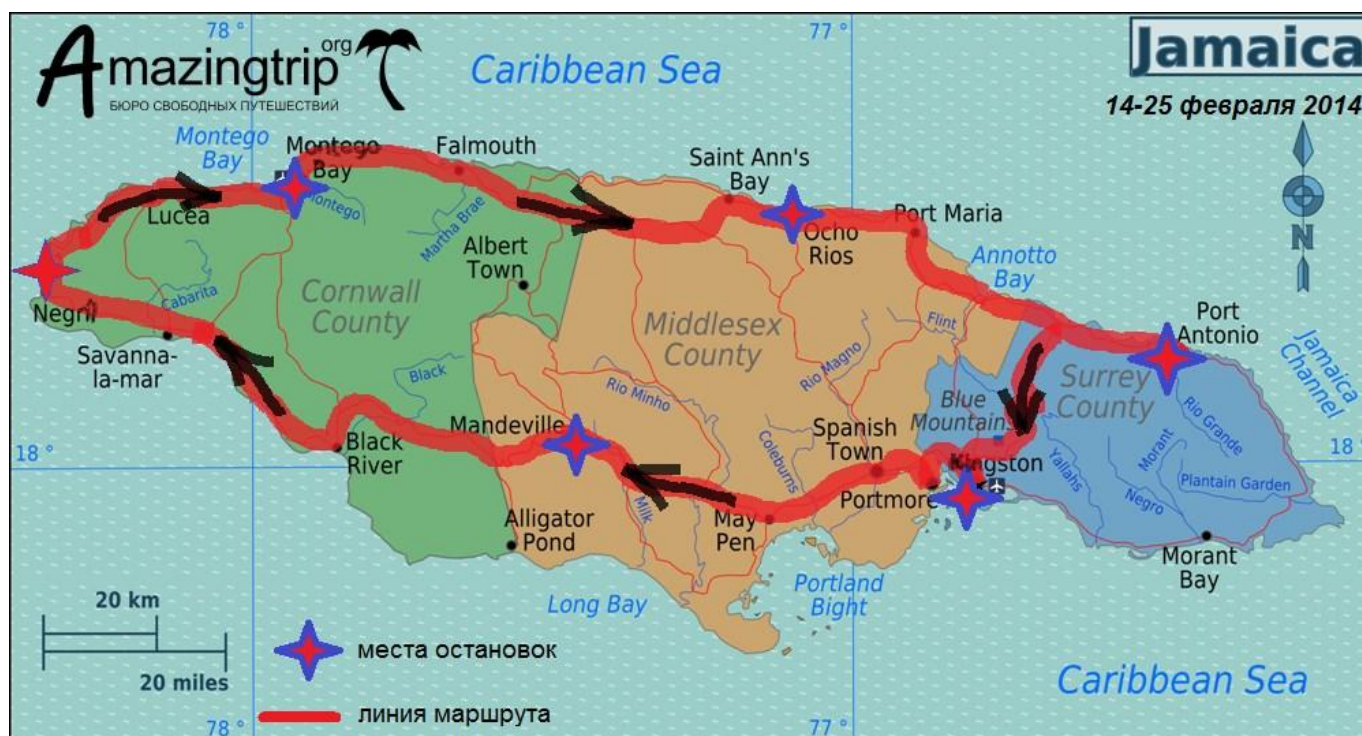 78 °
77 °
Amazingtrip
org
БЮРО СВОБОДНЫХ ПУТЕШЕСТВИЙ
Caribbean Sea
Jamaica
14-25 февраля 2014
Montego
Bay
Montego
Bay
Falmouth
Saint Ann's
Bay
Lucea
Montego
Martha Brae
Ocho
Rios
Port Maria
Albert
Town
Annotto
Bay
N
Negril
Cabarita
Cornwall
County
Middlesex
County
Flint
Port
Antonio
Jamaica
Channel
Savanna-
la-mar
Black
Rio Minho
Rio Magno
Blue
Mountains
Surrey
County
Rio Grande
18 °
Black
River
Mandeville
Coleburns
Spanish
Town
Kingston
Morant
18
Yallahs
Negro
Plantain Garden
Portmore
Alligator
Pond
Milk
May
Pen
Morant
Bay
Long Bay
Portland
Bight
20 km
20 miles
места остановок
Caribbean Sea
линия маршрута
78 °
77 °